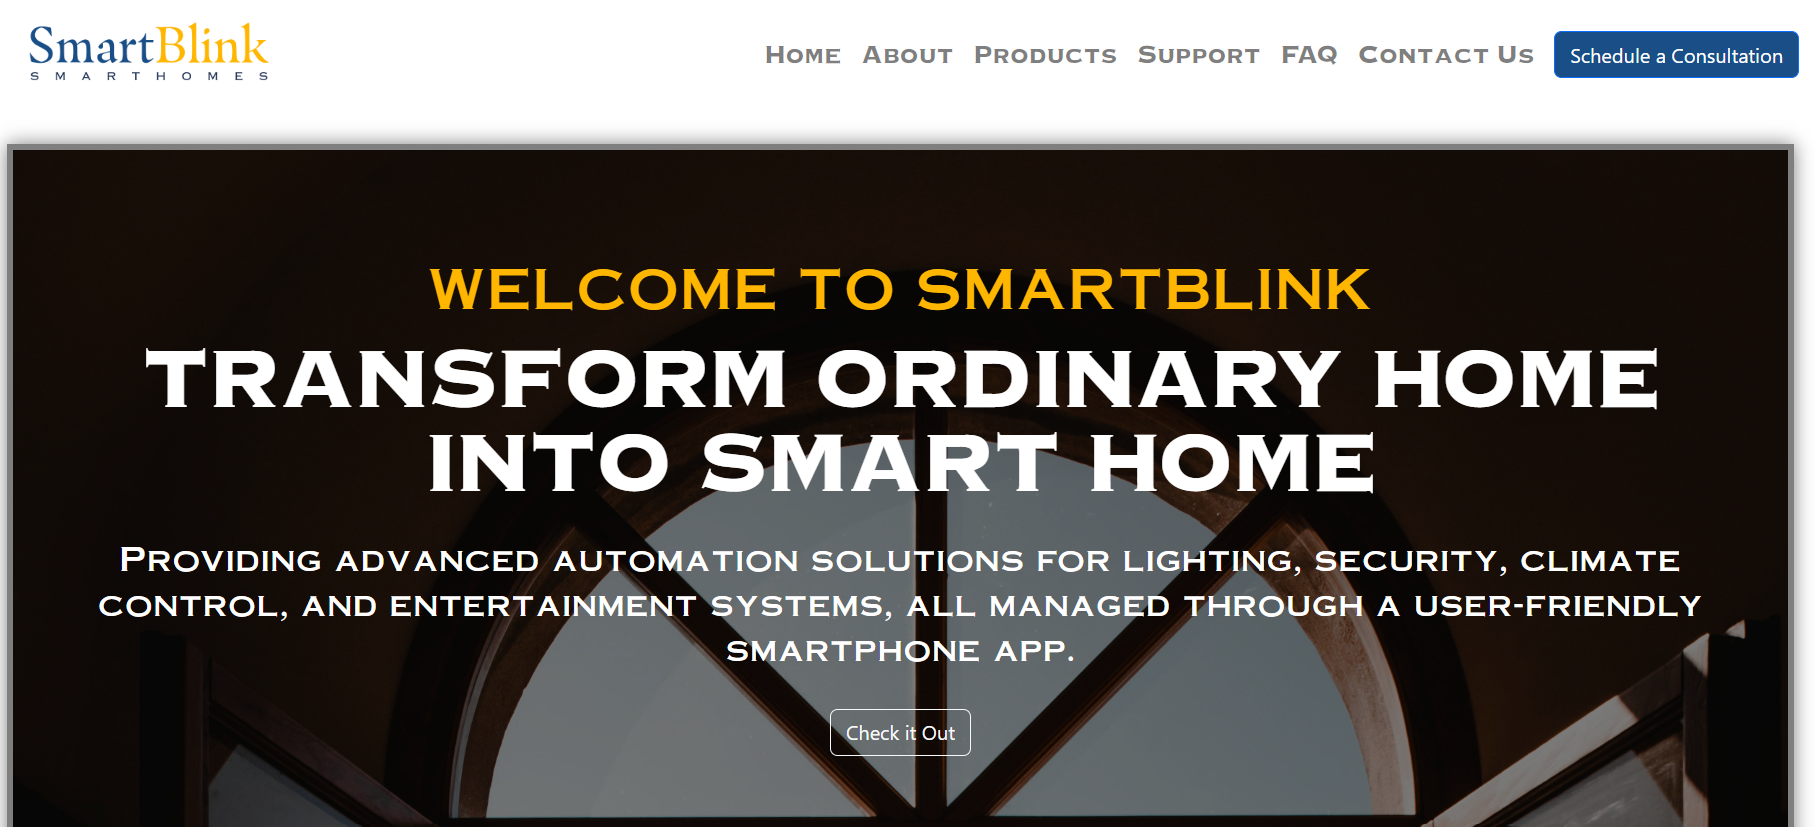 SmartBlink
SMARTHOMES
Home About Products Support FAQ Contact Us Schedule a Consultation
WELCOME TO SMARTBLINK
TRANSFORM ORDINARY HOME
INTO SMART HOME
Providing advanced automation solutions for lighting, security, climate
control, and entertainment systems, all managed through a user-friendly
smartphone app.
Check it Out